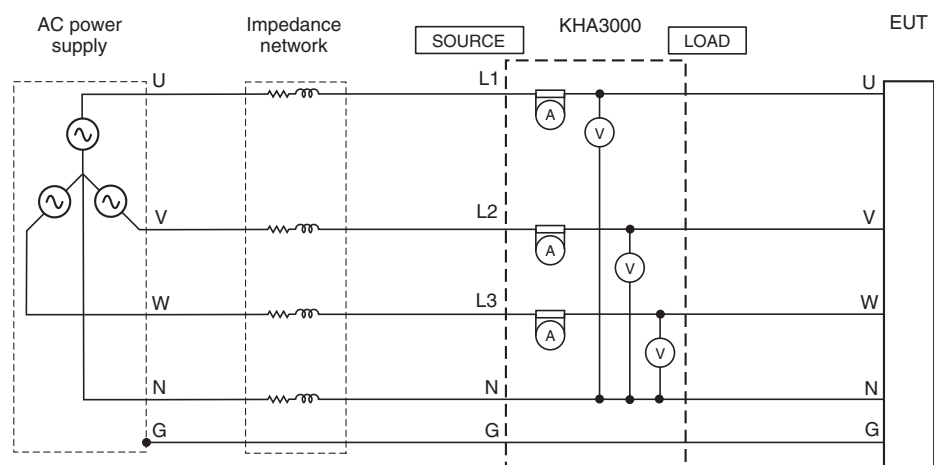 AC power supply
Impedance network
SOURCE
KHA3000
LOAD
EUT
U
L1
U
A
V
V
L2
V
A
V
W
L3
W
A
V
N
N
N
G
G
G